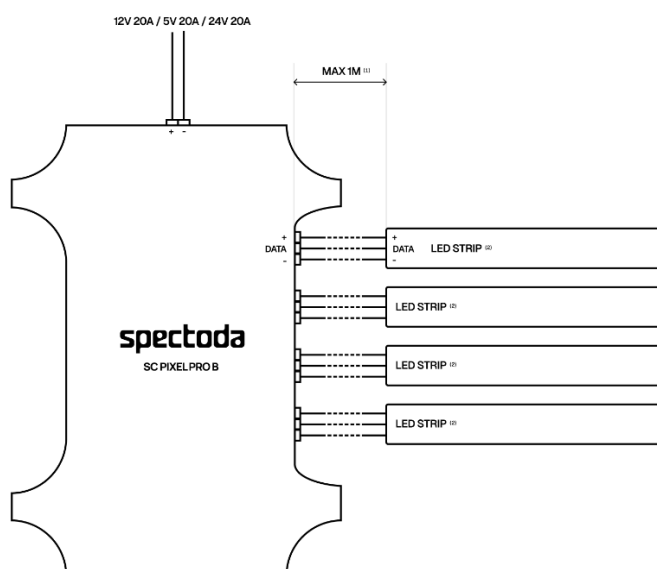 12V 20A / 5V 20A / 24V 20A
MAX 1M (1)
+ -
+ +
DATA DATA LED STRIP (2)
- -
LED STRIP (2)
spectoda
SC PIXEL PRO B
LED STRIP (2)
LED STRIP (2)